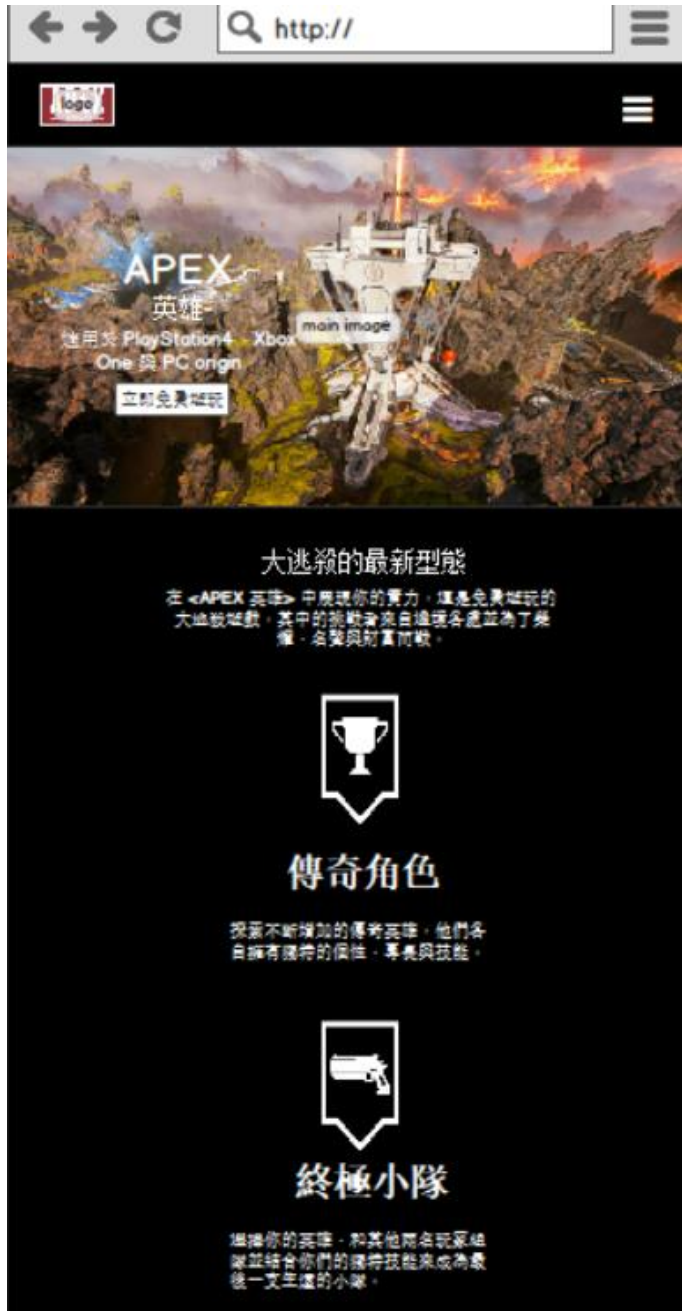 http://
logo
APEX
英雄-
適用於 PlayStation4 - Xbox
main image
One 與 PC origin
立即免費遊玩
大逃殺的最新型態
在 <APEX 英雄> 中展現你的實力,這是免費遊玩的
大逃殺遊戲,其中的挑戰者來自邊境各處並為了榮
耀、名聲與財富而戰。
傳奇角色
探索不斷增加的傳奇英雄,他們各
自擁有獨特的個性、專長與技能。
終極小隊
選擇你的英雄,和其他兩名玩家組
隊並結合你們的獨特技能來成為最
後一支生還的小隊。